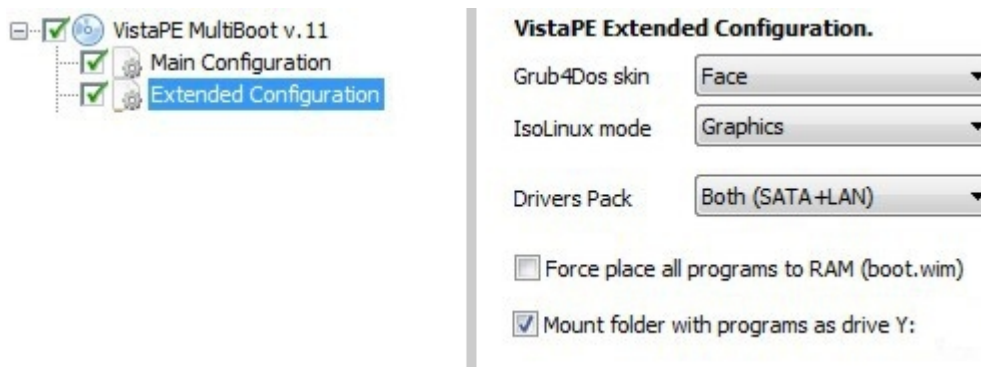 VistaPE MultiBoot v.11
Main Configuration
Extended Configuration
VistaPE Extended Configuration.
Grub4Dos skin Face
IsoLinux mode Graphics
Drivers Pack Both (SATA+LAN)
Force place all programs to RAM (boot.wim)
Mount folder with programs as drive Y: